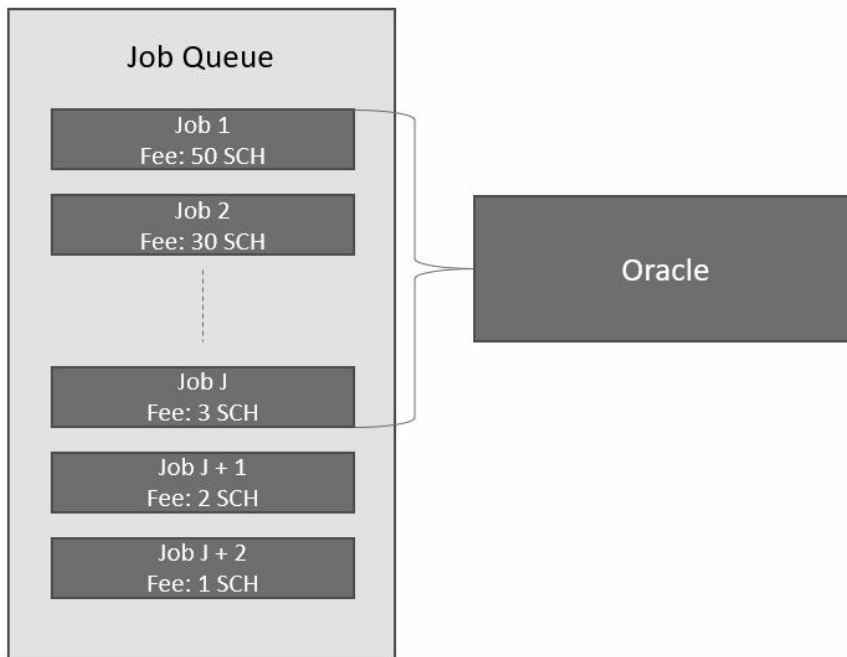 Job Queue
Job 1
Fee: 50 SCH
Job 2
Fee: 30 SCH
Oracle
Job J
Fee: 3 SCH
Job J + 1
Fee: 2 SCH
Job J + 2
Fee: 1 SCH